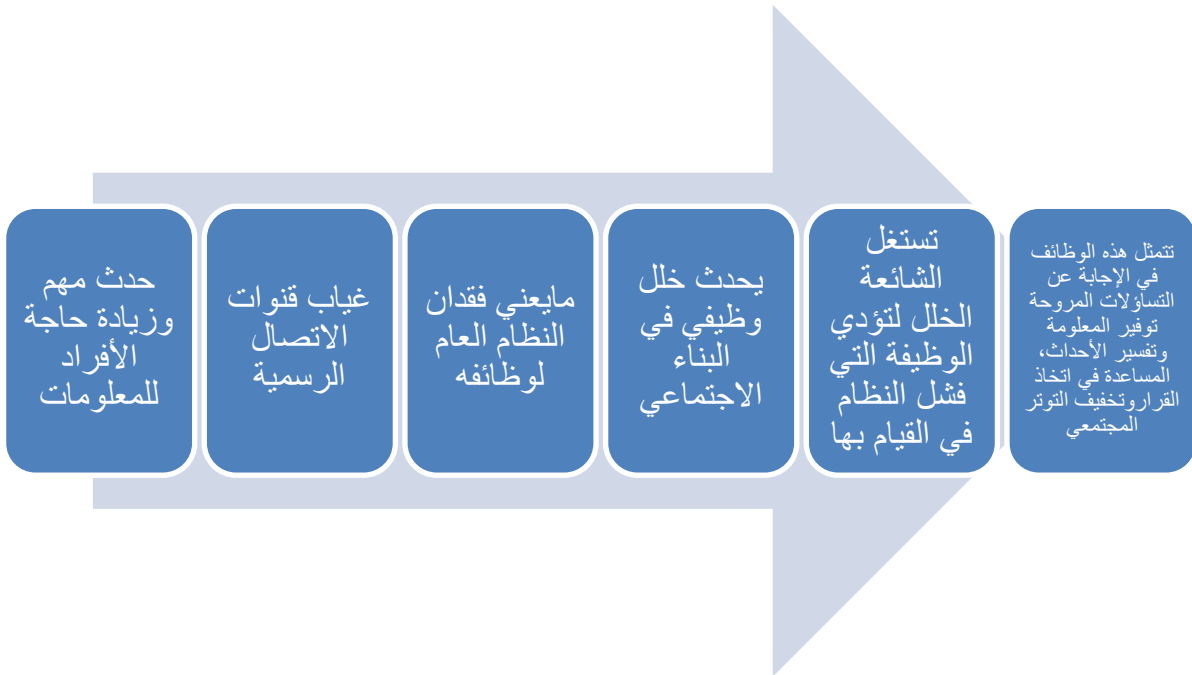 حدث مهم
وزيادة حاجة
الأفراد
للمعلومات
غياب قنوات
الاتصال
الرسمية
مايعني فقدان
النظام العام
لوظائفه
يحدث خلل
وظيفي في
البناء
الاجتماعي
تستغل
الشائعة
الخلل لتؤدي
الوظيفة التي
فشل النظام
في القيام بها
تتمثل هذه الوظائف
في الإجابة عن
التساؤلات المروحة
توفير المعلومة
وتفسير الأحداث،
المساعدة في اتخاذ
القراروتخفيف التوتر
المجتمعي